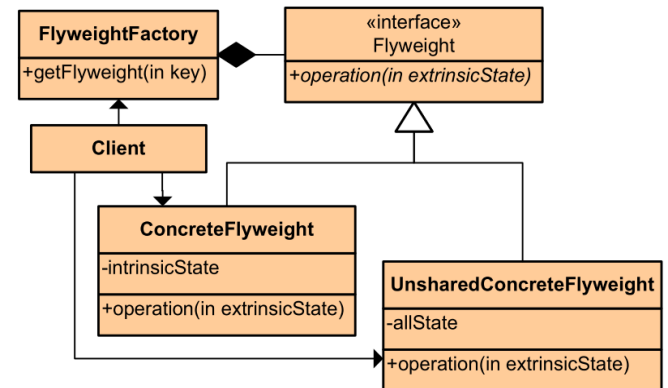 FlyweightFactory
+getFlyweight(in key)
«interface»
Flyweight
+operation(in extrinsicState)
Client
ConcreteFlyweight
-intrinsicState
+operation(in extrinsicState)
UnsharedConcreteFlyweight
-allState
+operation(in extrinsicState)